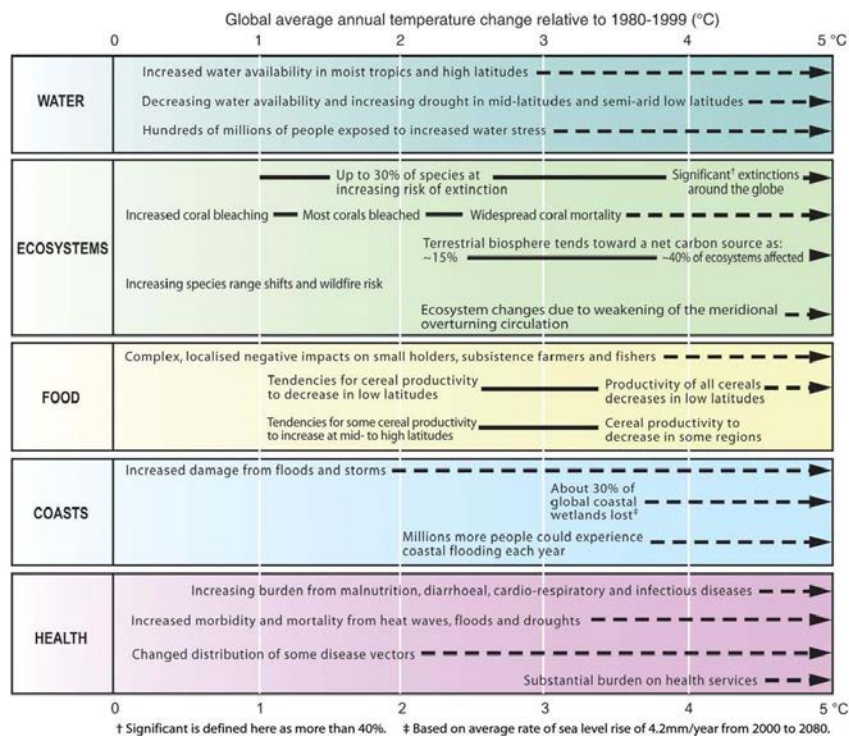 Global average annual temperature change relative to 1980-1999 (°C)
0 1 2 3 4 5 °C
WATER
Increased water availability in moist tropics and high latitudes
Decreasing water availability and increasing drought in mid-latitudes and semi-arid low latitudes
Hundreds of millions of people exposed to increased water stress
ECOSYSTEMS
Up to 30% of species at
increasing risk of extinction
Significant† extinctions
around the globe
Increased coral bleaching Most corals bleached Widespread coral mortality
Terrestrial biosphere tends toward a net carbon source as:
~15% ~40% of ecosystems affected
Increasing species range shifts and wildfire risk
Ecosystem changes due to weakening of the meridional
overturning circulation
FOOD
Complex, localised negative impacts on small holders, subsistence farmers and fishers
Tendencies for cereal productivity
to decrease in low latitudes
Productivity of all cereals
decreases in low latitudes
Tendencies for some cereal productivity
to increase at mid- to high latitudes
Cereal productivity to
decrease in some regions
COASTS
Increased damage from floods and storms
About 30% of
global coastal
wetlands lost‡
Millions more people could experience
coastal flooding each year
HEALTH
Increasing burden from malnutrition, diarrhoeal, cardio-respiratory and infectious diseases
Increased morbidity and mortality from heat waves, floods and droughts
Changed distribution of some disease vectors
Substantial burden on health services
0 1 2 3 4 5 °C
† Significant is defined here as more than 40%. ‡ Based on average rate of sea level rise of 4.2mm/year from 2000 to 2080.